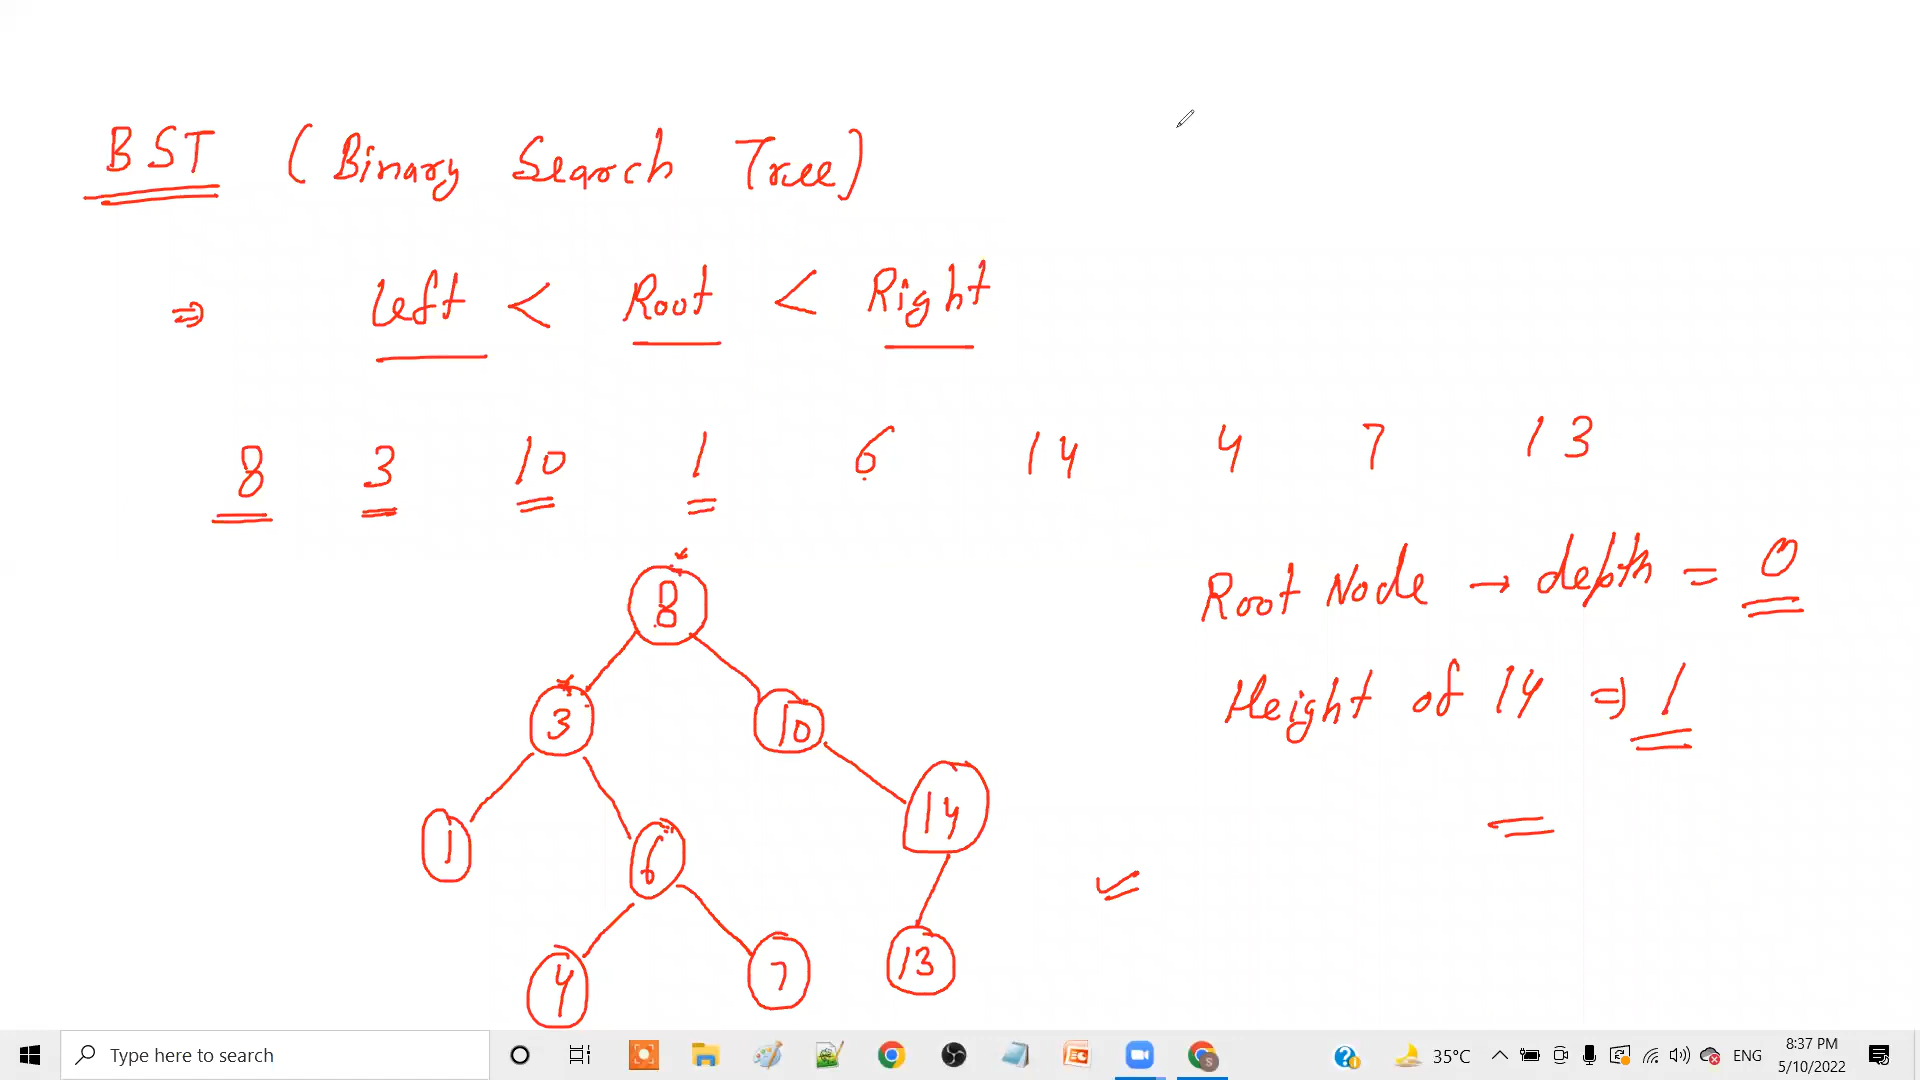 BST (Binary Search Tree)
⇒ Left < Root < Right
8 3 10 1 6 14 4 7 13
Root Node → depth = 0
Height of 14 ⇒ 1
8
3 10
14
1 6
4 7 13
Type here to search
35°C
ENG
8:37 PM
5/10/2022